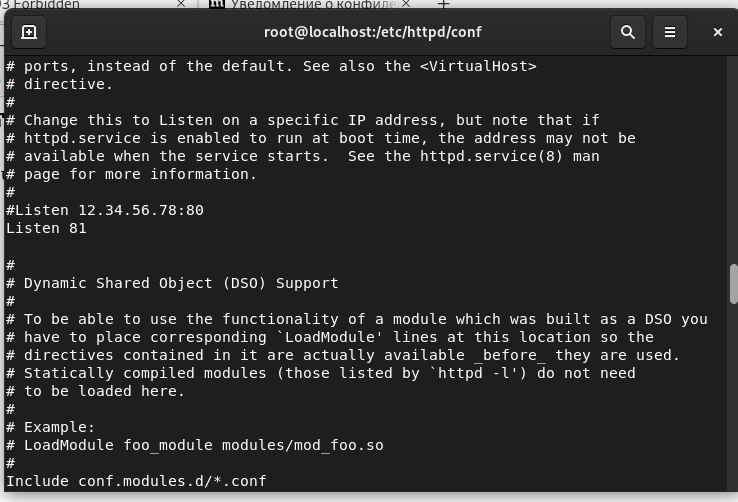 3 Forbidden × Уведомление о конфиде × +
root@localhost:/etc/httpd/conf
# ports, instead of the default. See also the <VirtualHost>
# directive.
#
# Change this to Listen on a specific IP address, but note that if
# httpd.service is enabled to run at boot time, the address may not be
# available when the service starts.  See the httpd.service(8) man
# page for more information.
#
#Listen 12.34.56.78:80
Listen 81
#
# Dynamic Shared Object (DSO) Support
#
# To be able to use the functionality of a module which was built as a DSO you
# have to place corresponding `LoadModule' lines at this location so the
# directives contained in it are actually available _before_ they are used.
# Statically compiled modules (those listed by `httpd -l') do not need
# to be loaded here.
#
# Example:
# LoadModule foo_module modules/mod_foo.so
#
Include conf.modules.d/*.conf